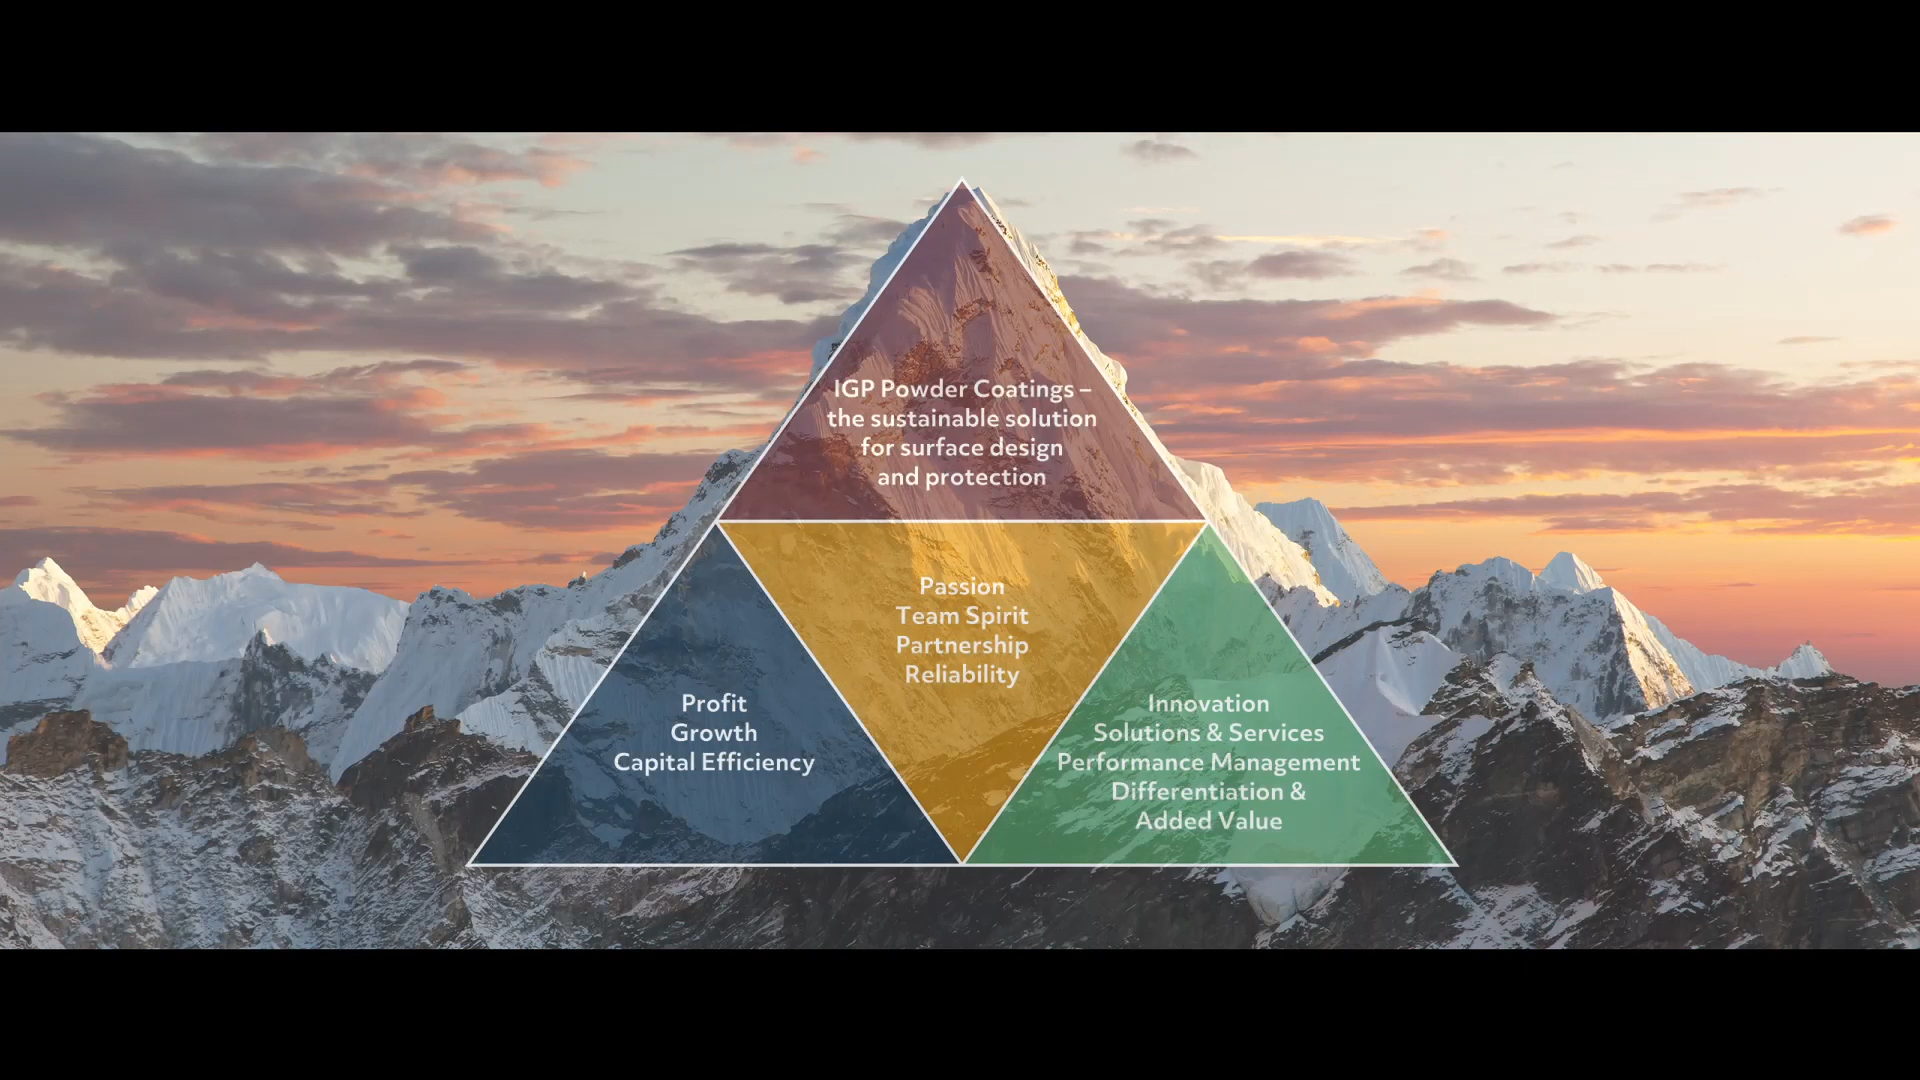 IGP Powder Coatings –
the sustainable solution
for surface design
and protection
Passion
Team Spirit
Partnership
Reliability
Profit
Growth
Capital Efficiency
Innovation
Solutions & Services
Performance Management
Differentiation &
Added Value